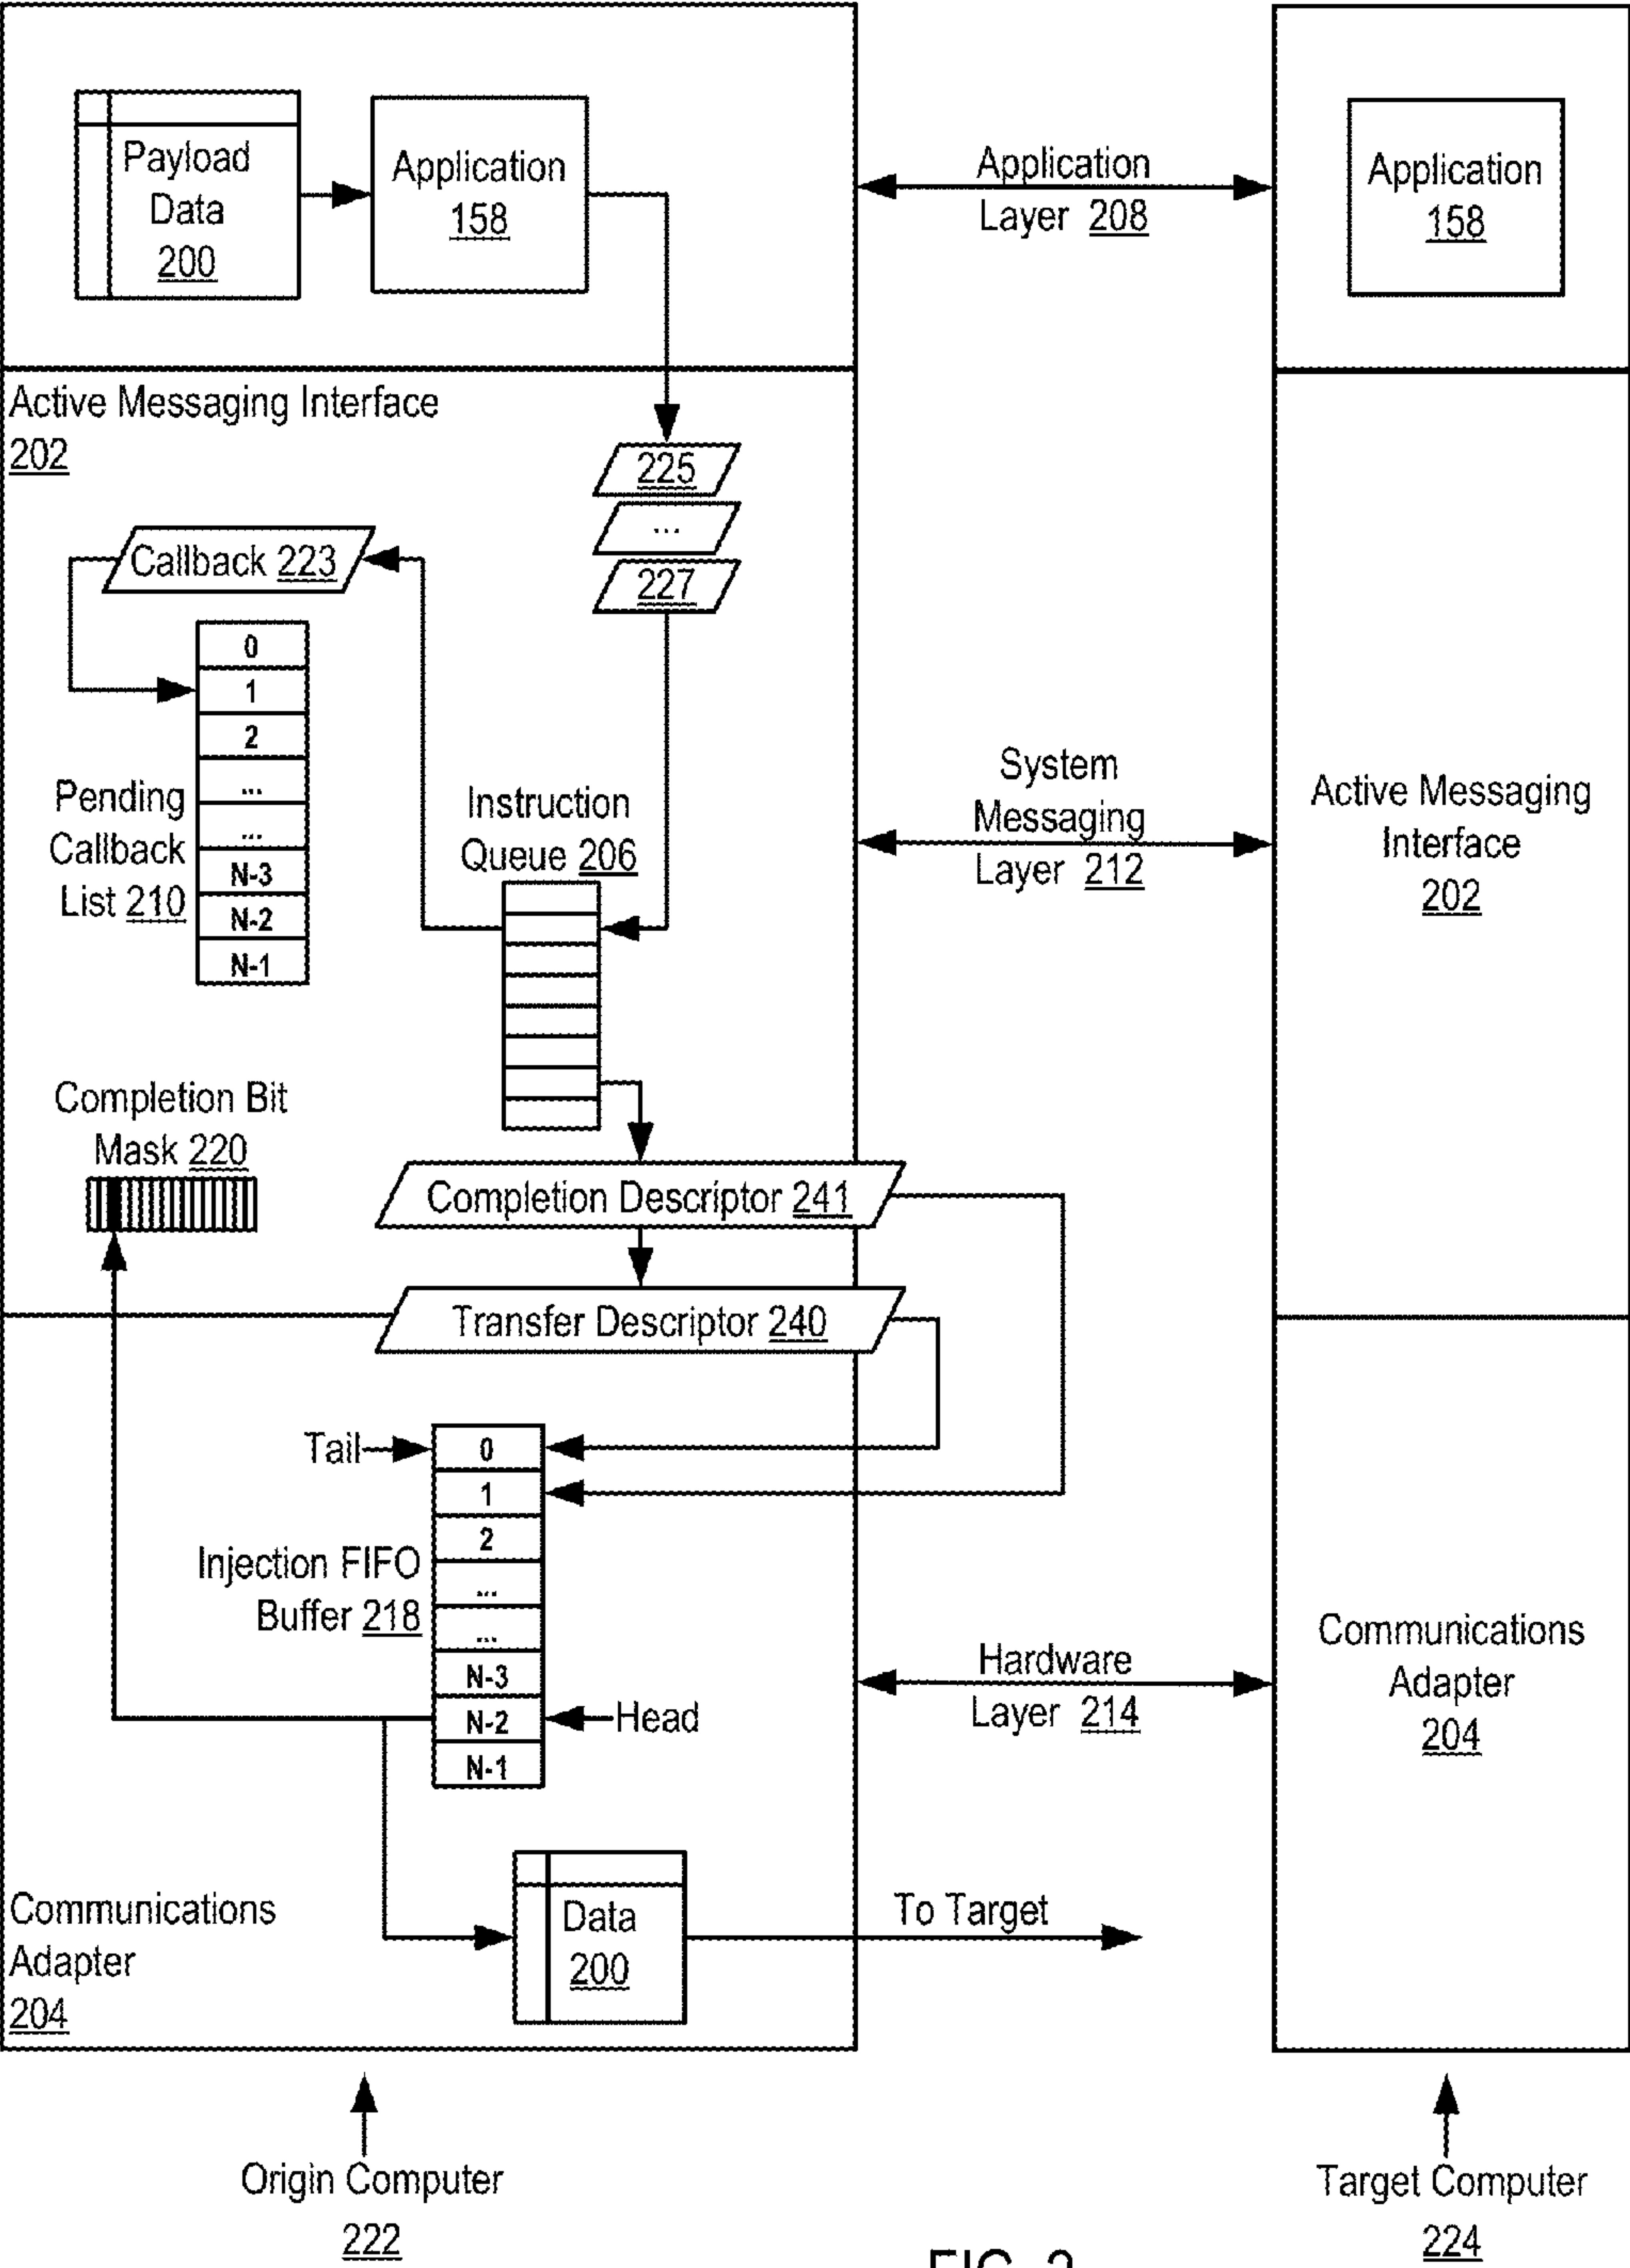 Payload
Data
200
Application
158
Application
Layer 208
Application
158
Active Messaging Interface
202
225
...
227
Callback 223
0
1
2
...
...
N-3
N-2
N-1
Pending
Callback
List 210
Instruction
Queue 206
System
Messaging
Layer 212
Active Messaging
Interface
202
Completion Bit
Mask 220
Completion Descriptor 241
Transfer Descriptor 240
Tail
0
1
2
...
...
N-3
N-2
N-1
Head
Injection FIFO
Buffer 218
Hardware
Layer 214
Communications
Adapter
204
Communications
Adapter
204
Data
200
To Target
Origin Computer
222
Target Computer
224